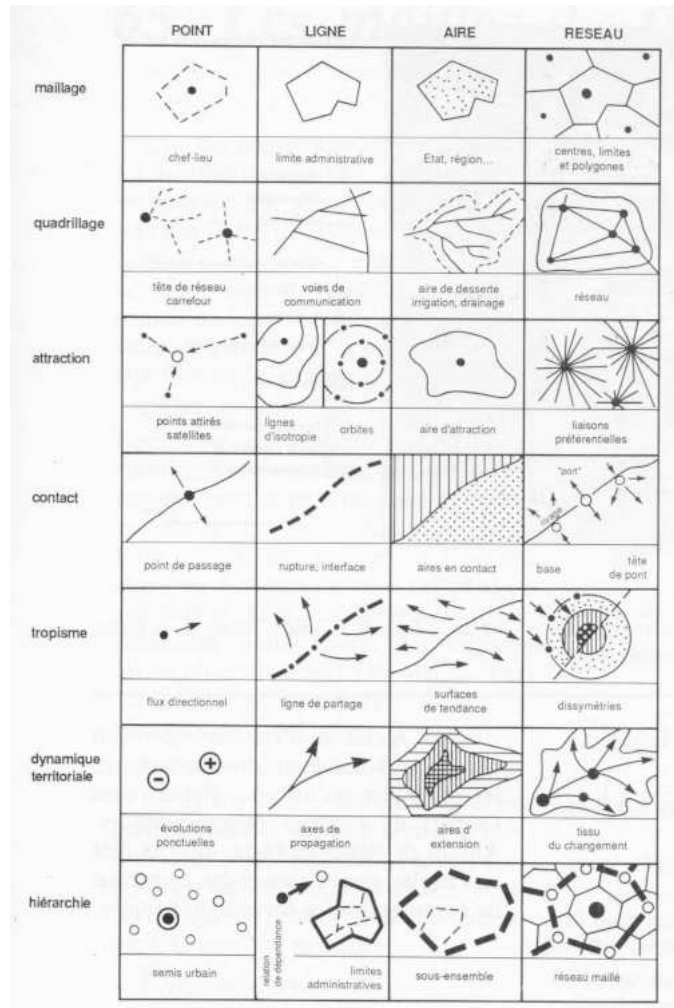 POINT LIGNE AIRE RESEAU
maillage
chef-lieu limite administrative Etat, région... centres, limites
et polygones
quadrillage
tête de réseau
carrefour
voies de
communication
aire de desserte
irrigation, drainage
réseau
attraction
points attirés
satellites
lignes
d'isotropie
orbites
aire d'attraction
liaisons
préférentielles
contact
"port"
rivage
point de passage rupture, interface aires en contact base tête
de pont
tropisme
flux directionnel ligne de partage surfaces
de tendance
dissymétries
dynamique
territoriale
évolutions
ponctuelles
axes de
propagation
aires d'
extension
tissu
du changement
hiérarchie
semis urbain
relation
de dépendance
limites
administratives
sous-ensemble réseau maillé